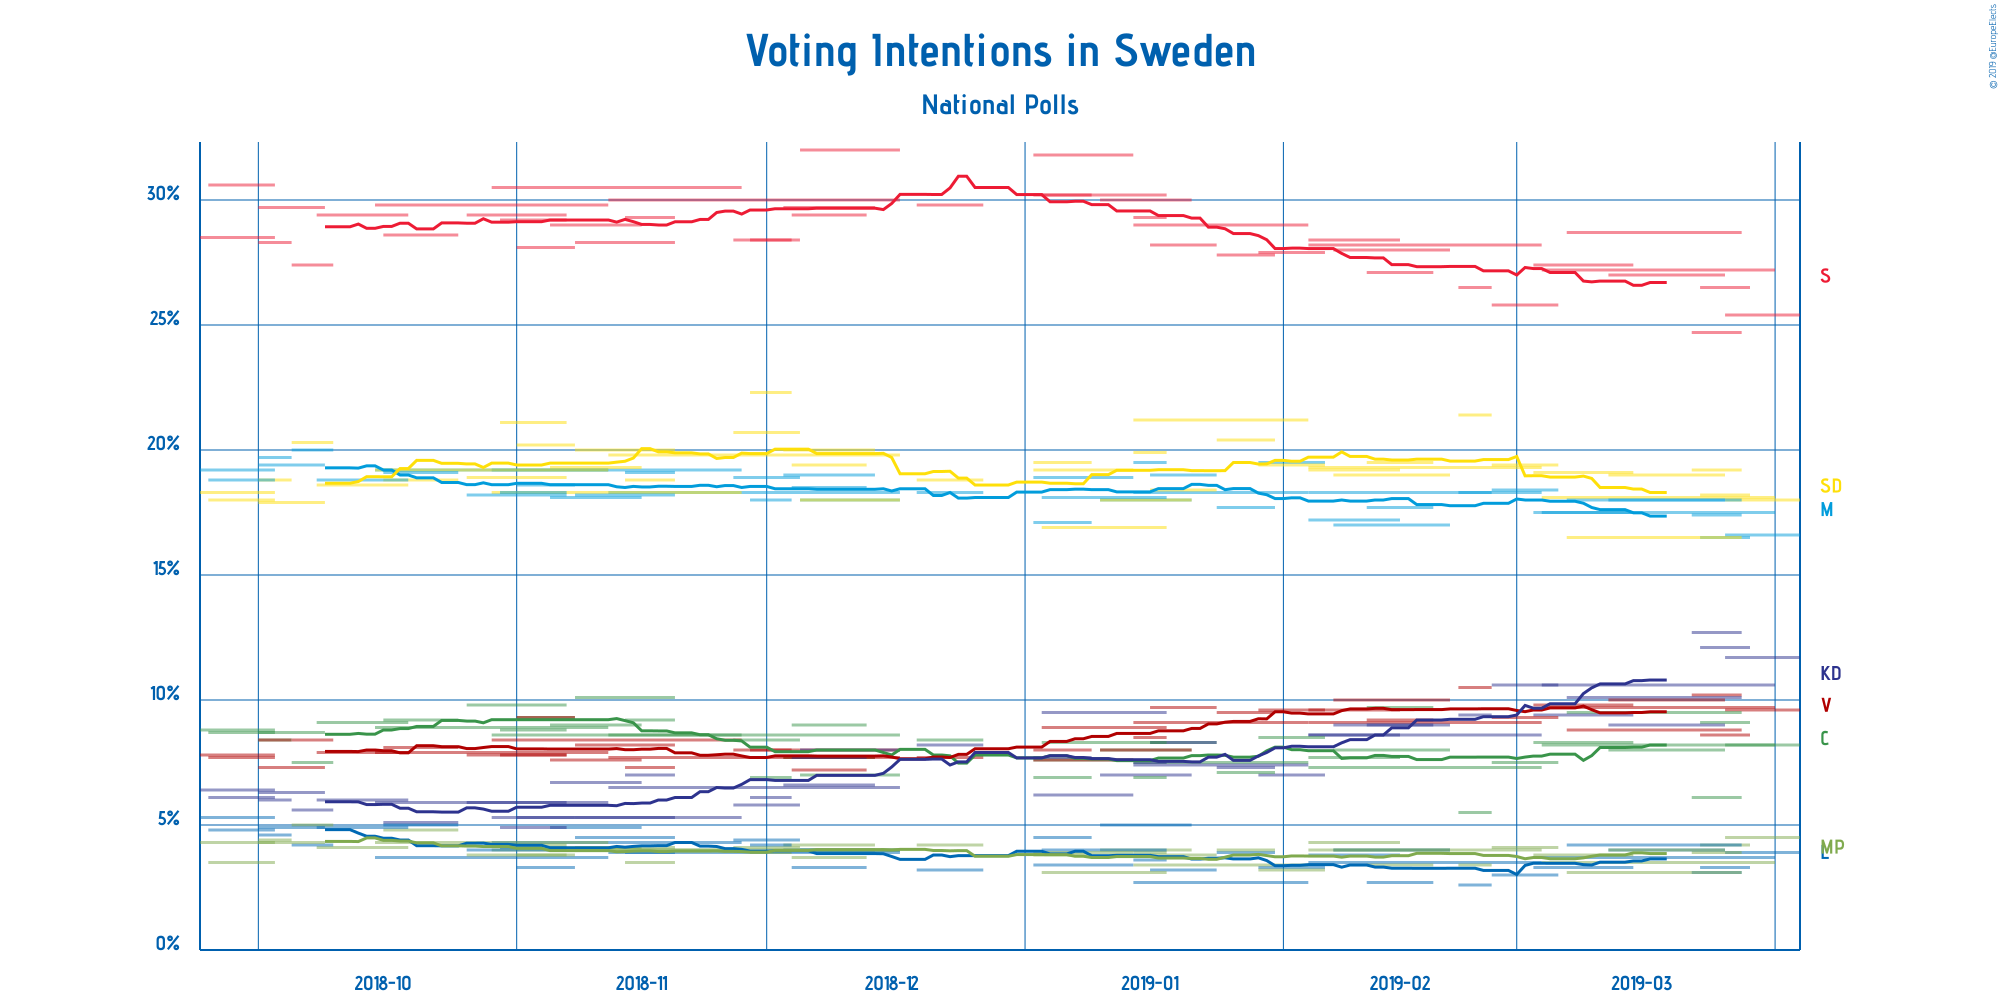 Voting Intentions in Sweden
National Polls
© 2019 @EuropeElects
30%
25%
20%
15%
10%
5%
0%
S
SD
M
KD
V
C
MP
L
2018-10
2018-11
2018-12
2019-01
2019-02
2019-03